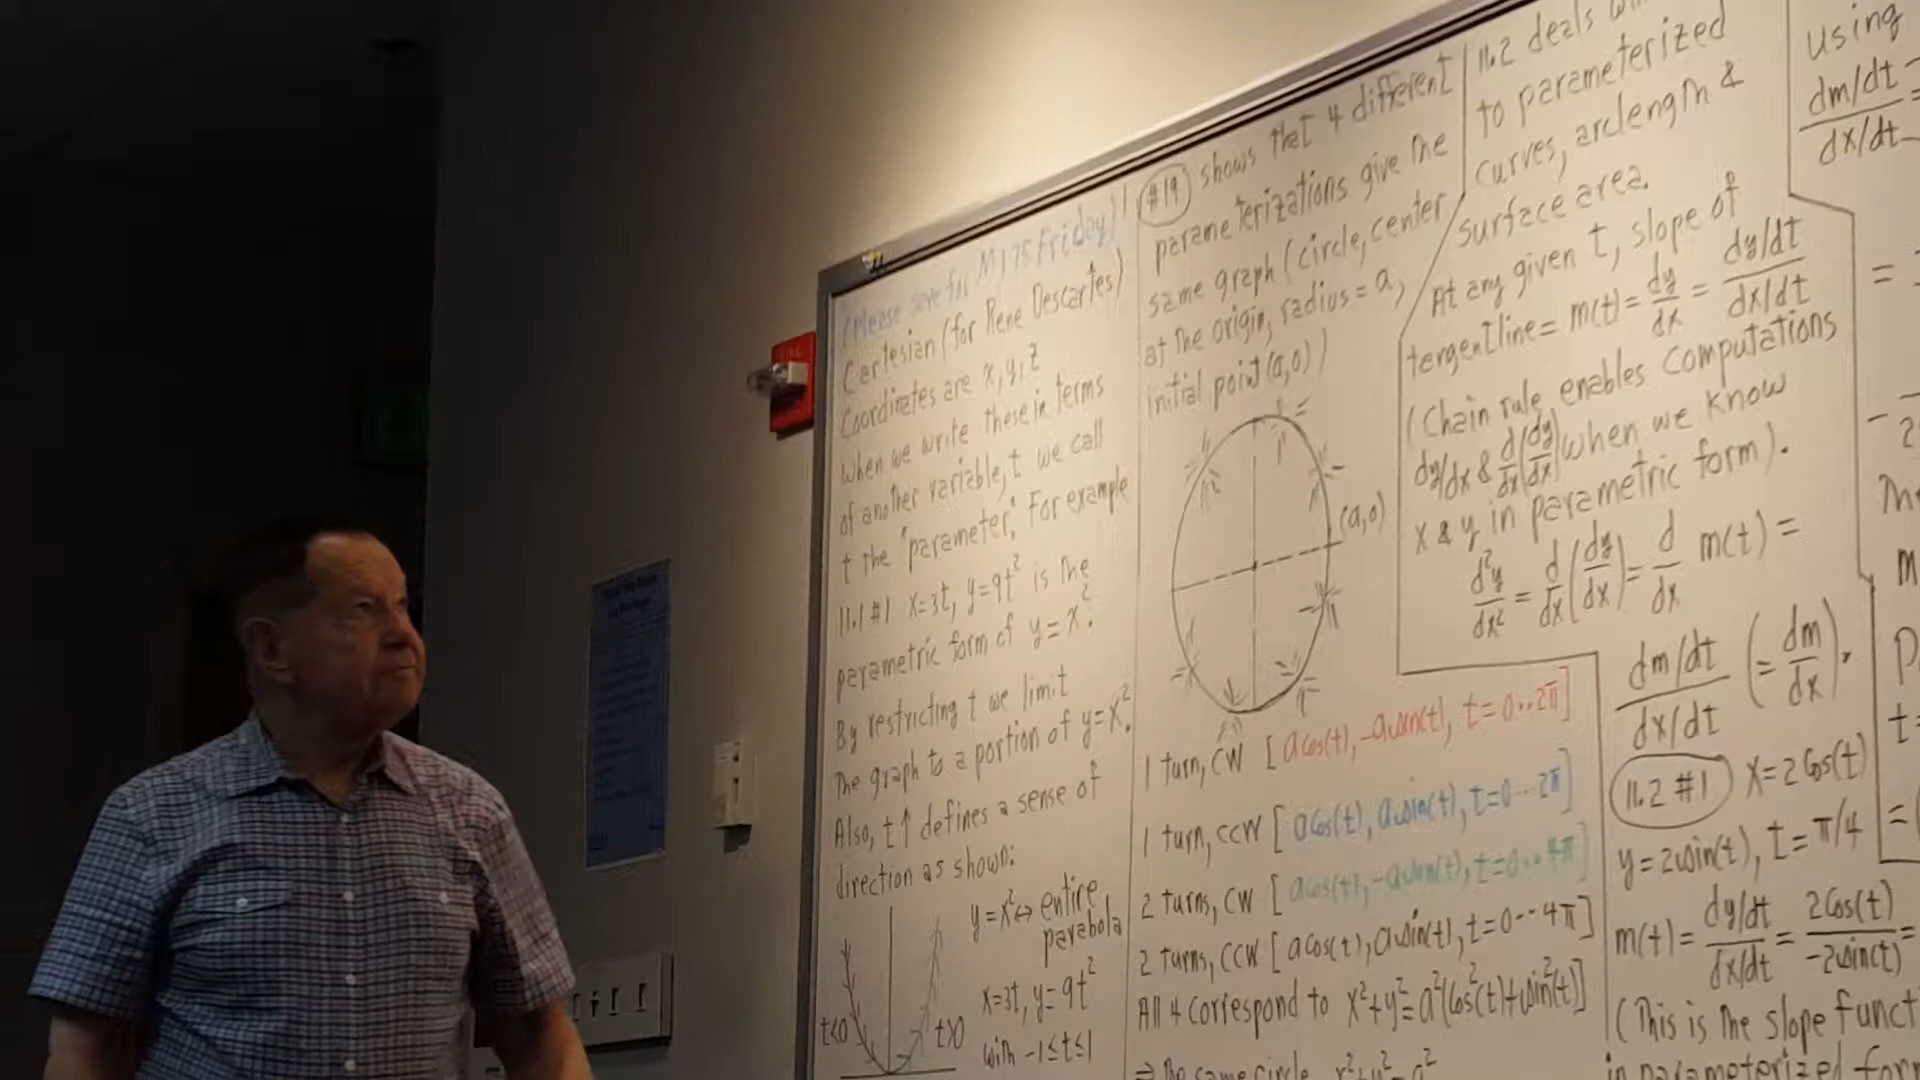 (Please save for M175 Friday)!
Cartesian (for Rene Descartes)
Coordinates are x, y, z
when we write these in terms
of another variable, t we call
t the "parameter." For example
11.1 #1 x=3t, y=9t² is the
parametric form of y=x².
By restricting t we limit
the graph to a portion of y=x².
Also, t↑ defines a sense of
direction as shown:
y=x²↔ entire
parabola
x=3t, y=9t²
with -1≤t≤1
t<0
t>0
#19 shows that 4 different
parameterizations give the
same graph (circle, center
at the origin, radius = a,
initial point (a,0))
(a,0)
1 turn, CW [acos(t), -asin(t), t=0..2π]
1 turn, CCW [acos(t), asin(t), t=0...2π]
2 turns, CW [acos(t), -asin(t), t=0..4π]
2 turns, CCW [acos(t), asin(t), t=0..4π]
All 4 correspond to x²+y²=a²(cos²(t)+sin²(t))
⇒ the same circle x²+y²=a²
11.2 deals
to parameterized
curves, arclength &
surface area.
At any given t, slope of
tangent line = m(t) = dy/dx = dy/dt / dx/dt
(Chain rule enables computations
dy/dx & d/dx(dy/dx) when we know
x & y in parametric form).
d²y/dx² = d/dx(dy/dx) = d/dx m(t) =
dm/dt / dx/dt (= dm/dx).
11.2 #1 x=2cos(t)
y=2sin(t), t=π/4
m(t) = dy/dt / dx/dt = 2cos(t) / -2sin(t) =
(This is the slope funct
in parameterized form
using
dm/dt / dx/dt =